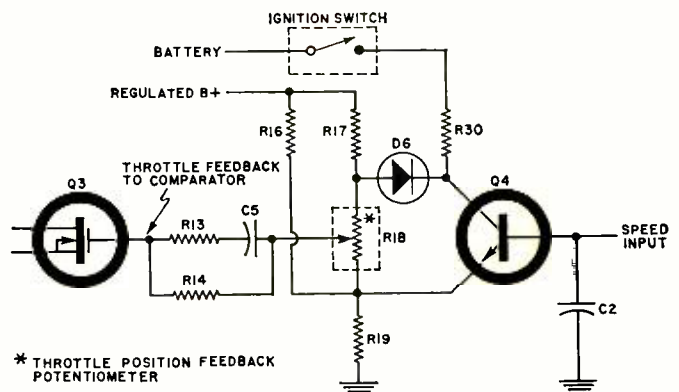 IGNITION SWITCH
BATTERY
REGULATED B+
R16
R17
D6
R30
THROTTLE FEEDBACK
TO COMPARATOR
Q3
Q4
R13
C5
*
R18
SPEED
INPUT
R14
C2
R19
* THROTTLE POSITION FEEDBACK
POTENTIOMETER